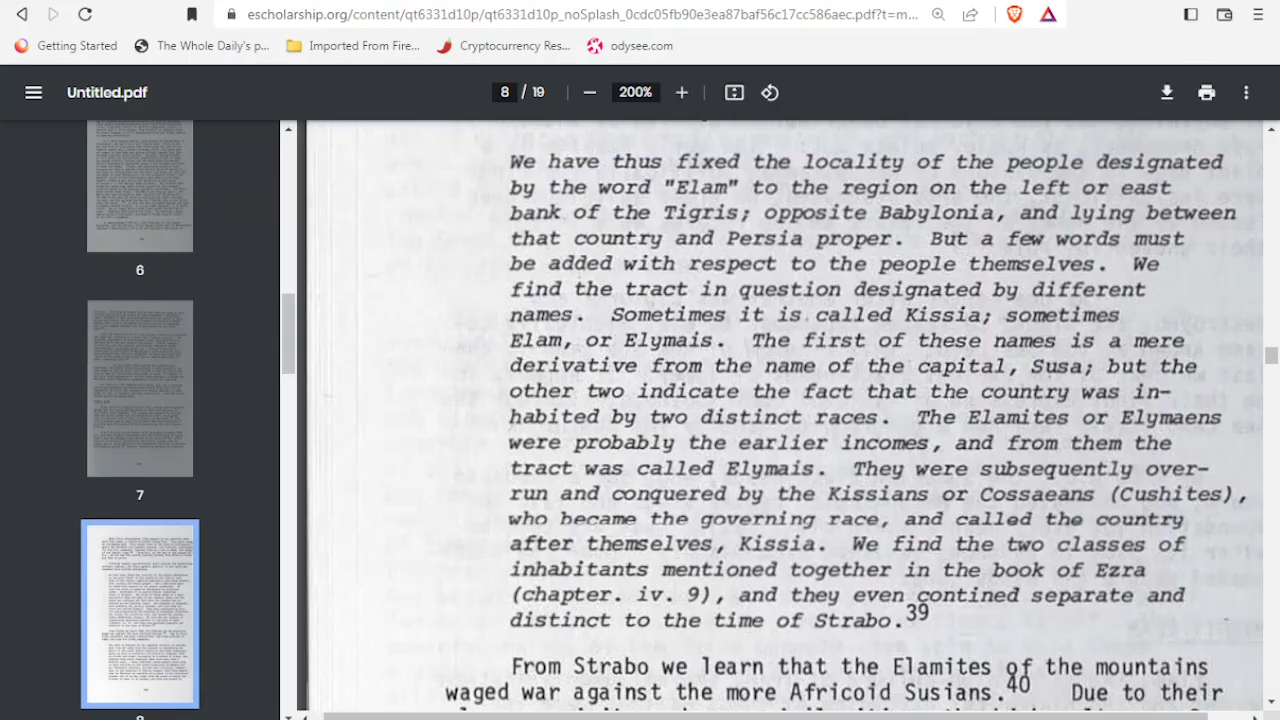 escholarship.org/content/qt6331d10p/qt6331d10p_noSplash_0cdc05fb90e3ea87baf56c17cc586aec.pdf?t=m...
Getting Started
The Whole Daily's p...
Imported From Fire...
Cryptocurrency Res...
odysee.com
Untitled.pdf
8 / 19
200%
6
7
We have thus fixed the locality of the people designated
by the word "Elam" to the region on the left or east
bank of the Tigris; opposite Babylonia, and lying between
that country and Persia proper. But a few words must
be added with respect to the people themselves. We
find the tract in question designated by different
names. Sometimes it is called Kissia; sometimes
Elam, or Elymais. The first of these names is a mere
derivative from the name of the capital, Susa; but the
other two indicate the fact that the country was in-
habited by two distinct races. The Elamites or Elymaens
were probably the earlier incomes, and from them the
tract was called Elymais. They were subsequently over-
run and conquered by the Kissians or Cossaeans (Cushites),
who became the governing race, and called the country
after themselves, Kissia. We find the two classes of
inhabitants mentioned together in the book of Ezra
(chapter. iv. 9), and they even contined separate and
distinct to the time of Strabo.39
From Strabo we learn that the Elamites of the mountains
waged war against the more Africoid Susians.40 Due to their